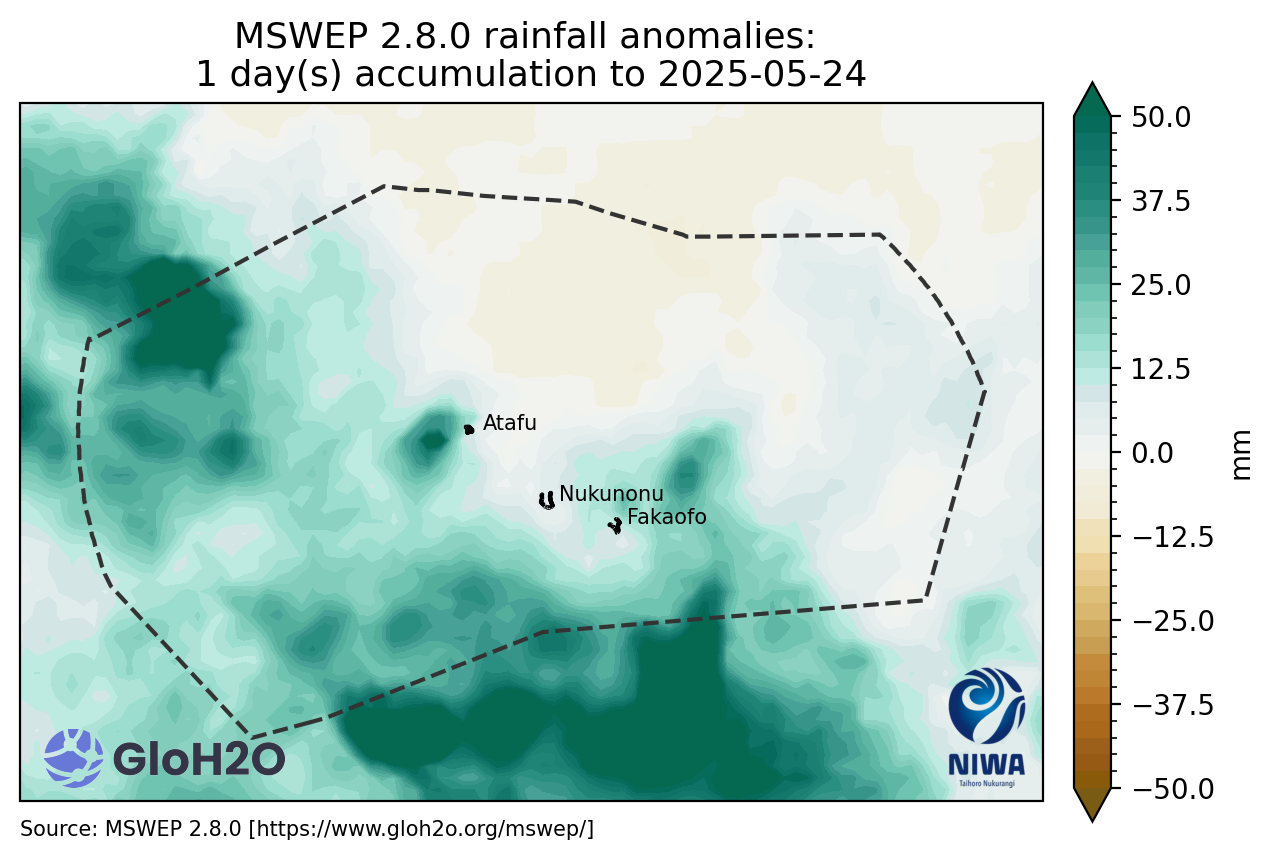 MSWEP 2.8.0 rainfall anomalies:
1 day(s) accumulation to 2025-05-24
50.0
37.5
25.0
12.5
0.0
−12.5
−25.0
−37.5
−50.0
mm
Atafu
Nukunonu
Fakaofo
GloH2O
NIWA
Taihoro Nukurangi
Source: MSWEP 2.8.0 [https://www.gloh2o.org/mswep/]